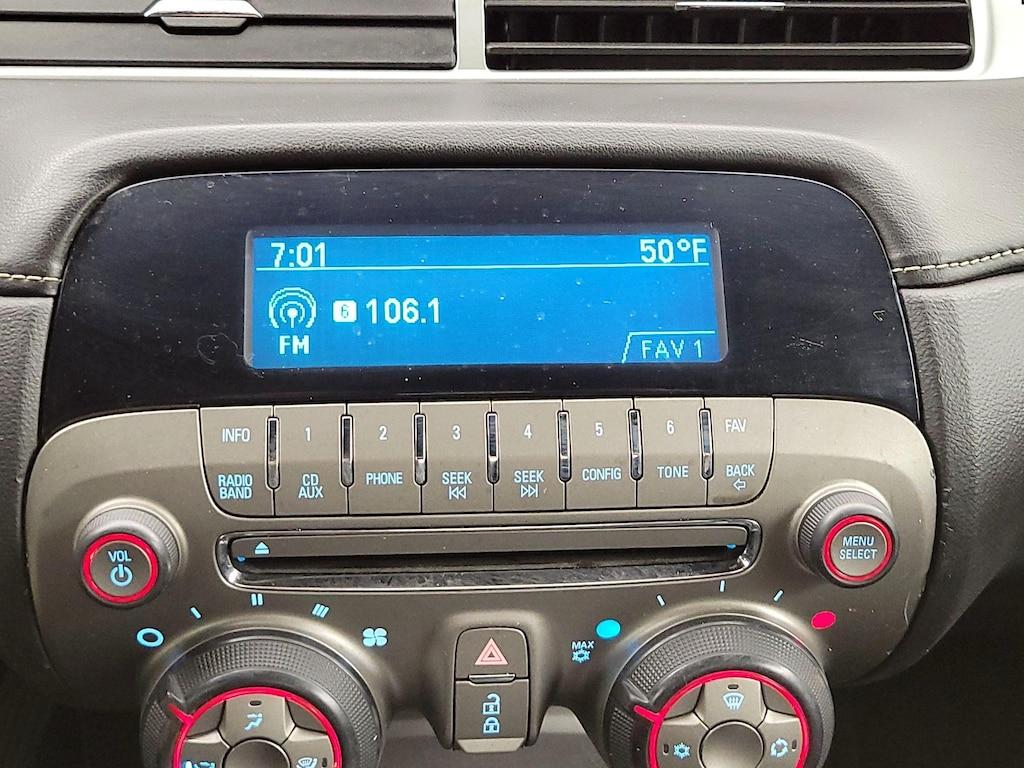 7:01 50°F
6 106.1
FM FAV 1
INFO 1 2 3 4 5 6 FAV
RADIO BAND CD AUX PHONE SEEK SEEK CONFIG TONE BACK
VOL
MENU SELECT
MAX